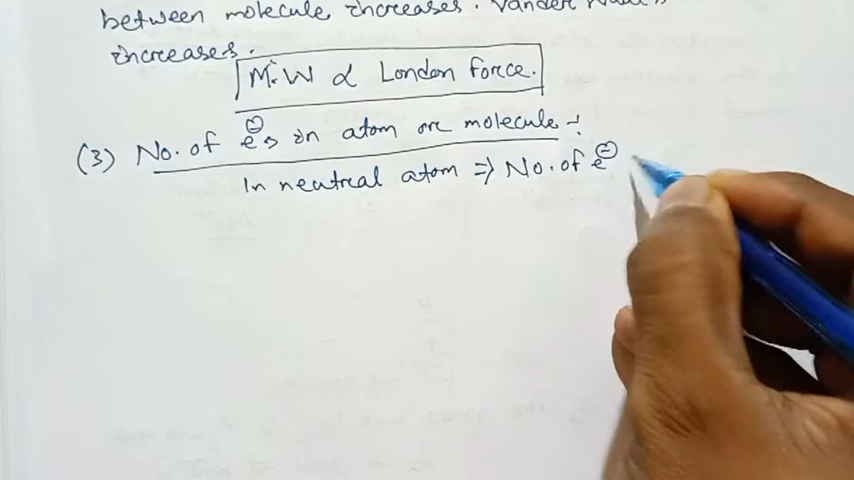 between molecule increases. Vander Waal's
increases.
M.W ∝ London Force.
(3) No. of e⊖s in atom or molecule :-
In neutral atom ⇒ No. of e⊖